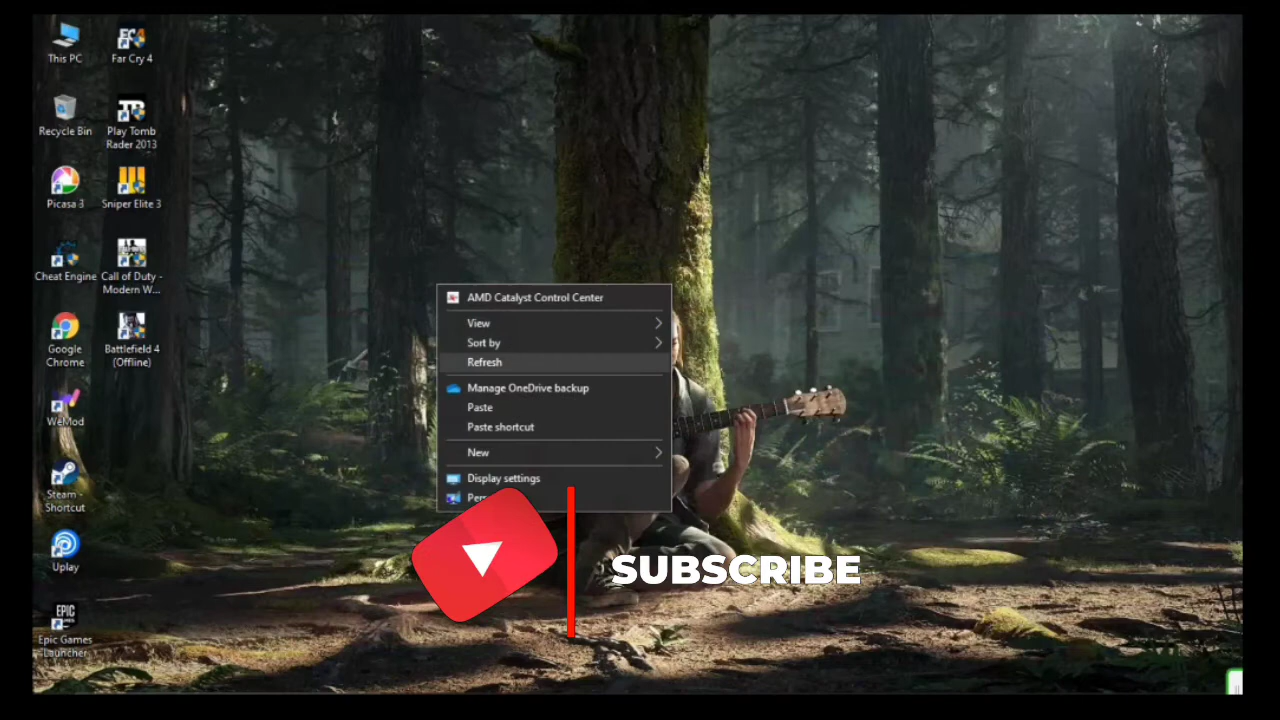 This PC
Far Cry 4
Recycle Bin
Play Tomb
Rader 2013
Picasa 3
Sniper Elite 3
Cheat Engine
Call of Duty -
Modern W...
Google
Chrome
Battlefield 4
(Offline)
WeMod
Steam -
Shortcut
Uplay
EPIC
Epic Games
Launcher
AMD Catalyst Control Center
View
Sort by
Refresh
Manage OneDrive backup
Paste
Paste shortcut
New
Display settings
SUBSCRIBE